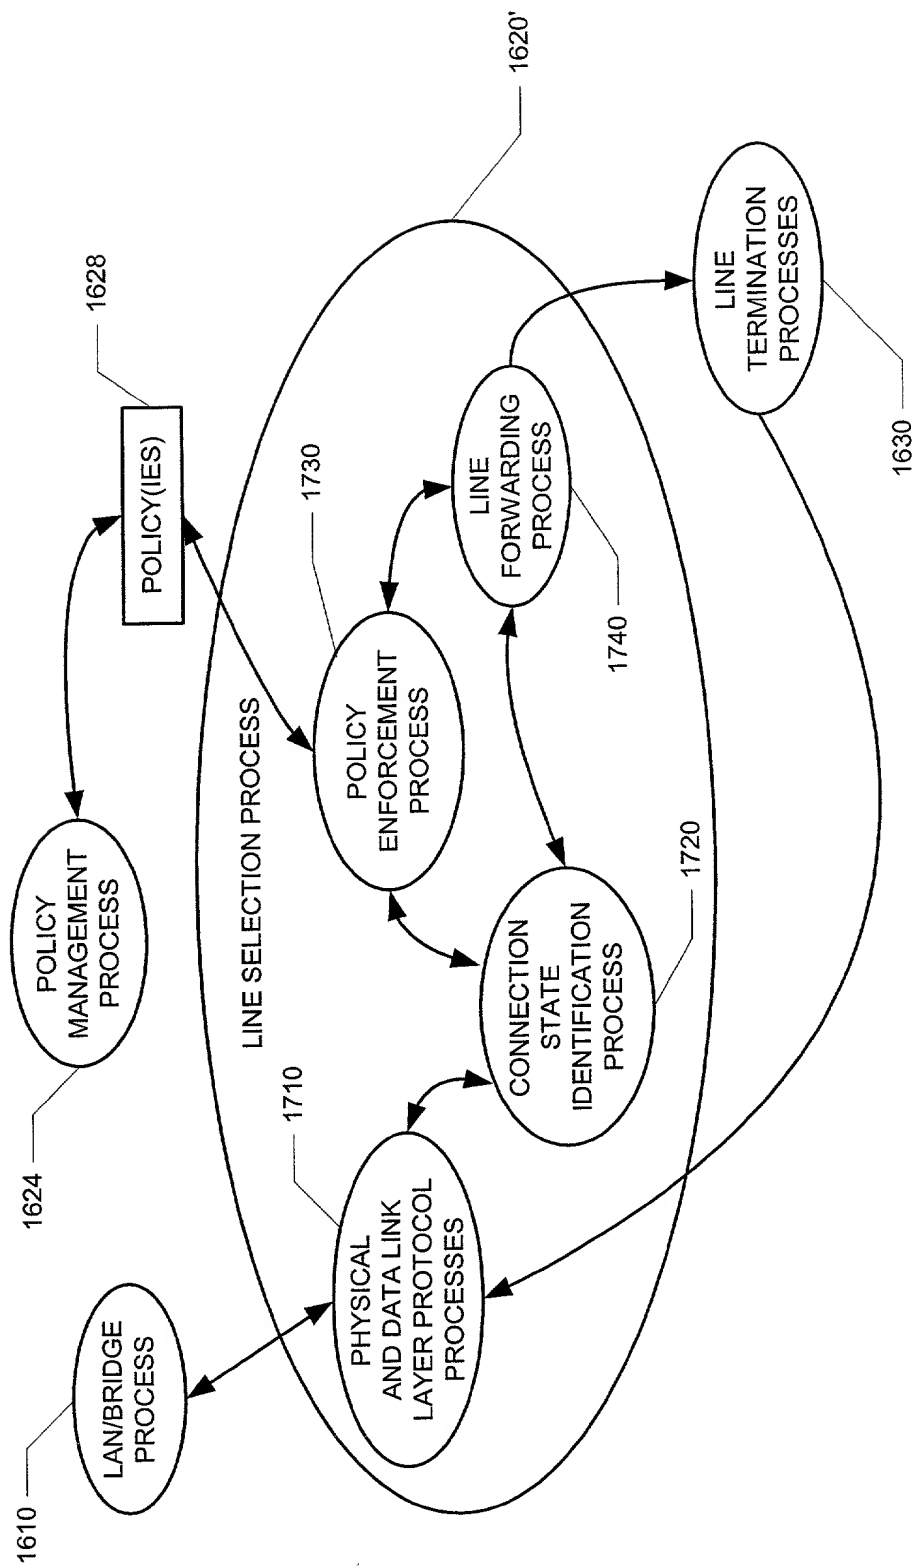 1610
LAN/BRIDGE
PROCESS
1624
POLICY
MANAGEMENT
PROCESS
POLICY(IES)
1628
LINE SELECTION PROCESS
1620'
1710
PHYSICAL
AND DATA LINK
LAYER PROTOCOL
PROCESSES
1730
POLICY
ENFORCEMENT
PROCESS
CONNECTION
STATE
IDENTIFICATION
PROCESS
1720
LINE
FORWARDING
PROCESS
1740
LINE
TERMINATION
PROCESSES
1630